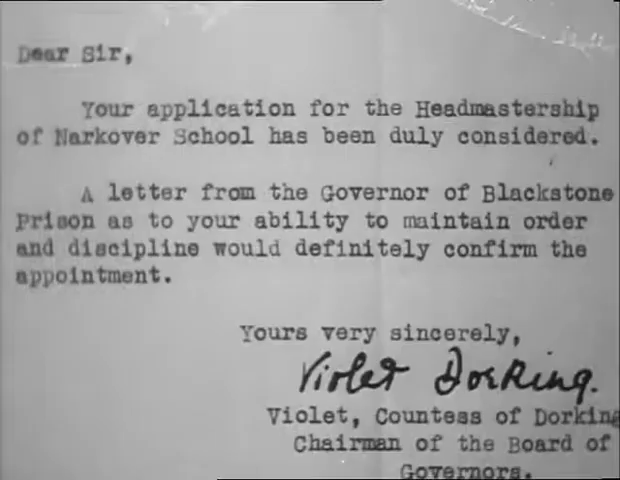 Dear Sir,
Your application for the Headmastership
of Narkover School has been duly considered.
A letter from the Governor of Blackstone
Prison as to your ability to maintain order
and discipline would definitely confirm the
appointment.
Yours very sincerely,
Violet Dorking.
Violet, Countess of Dorking
Chairman of the Board of
Governors.